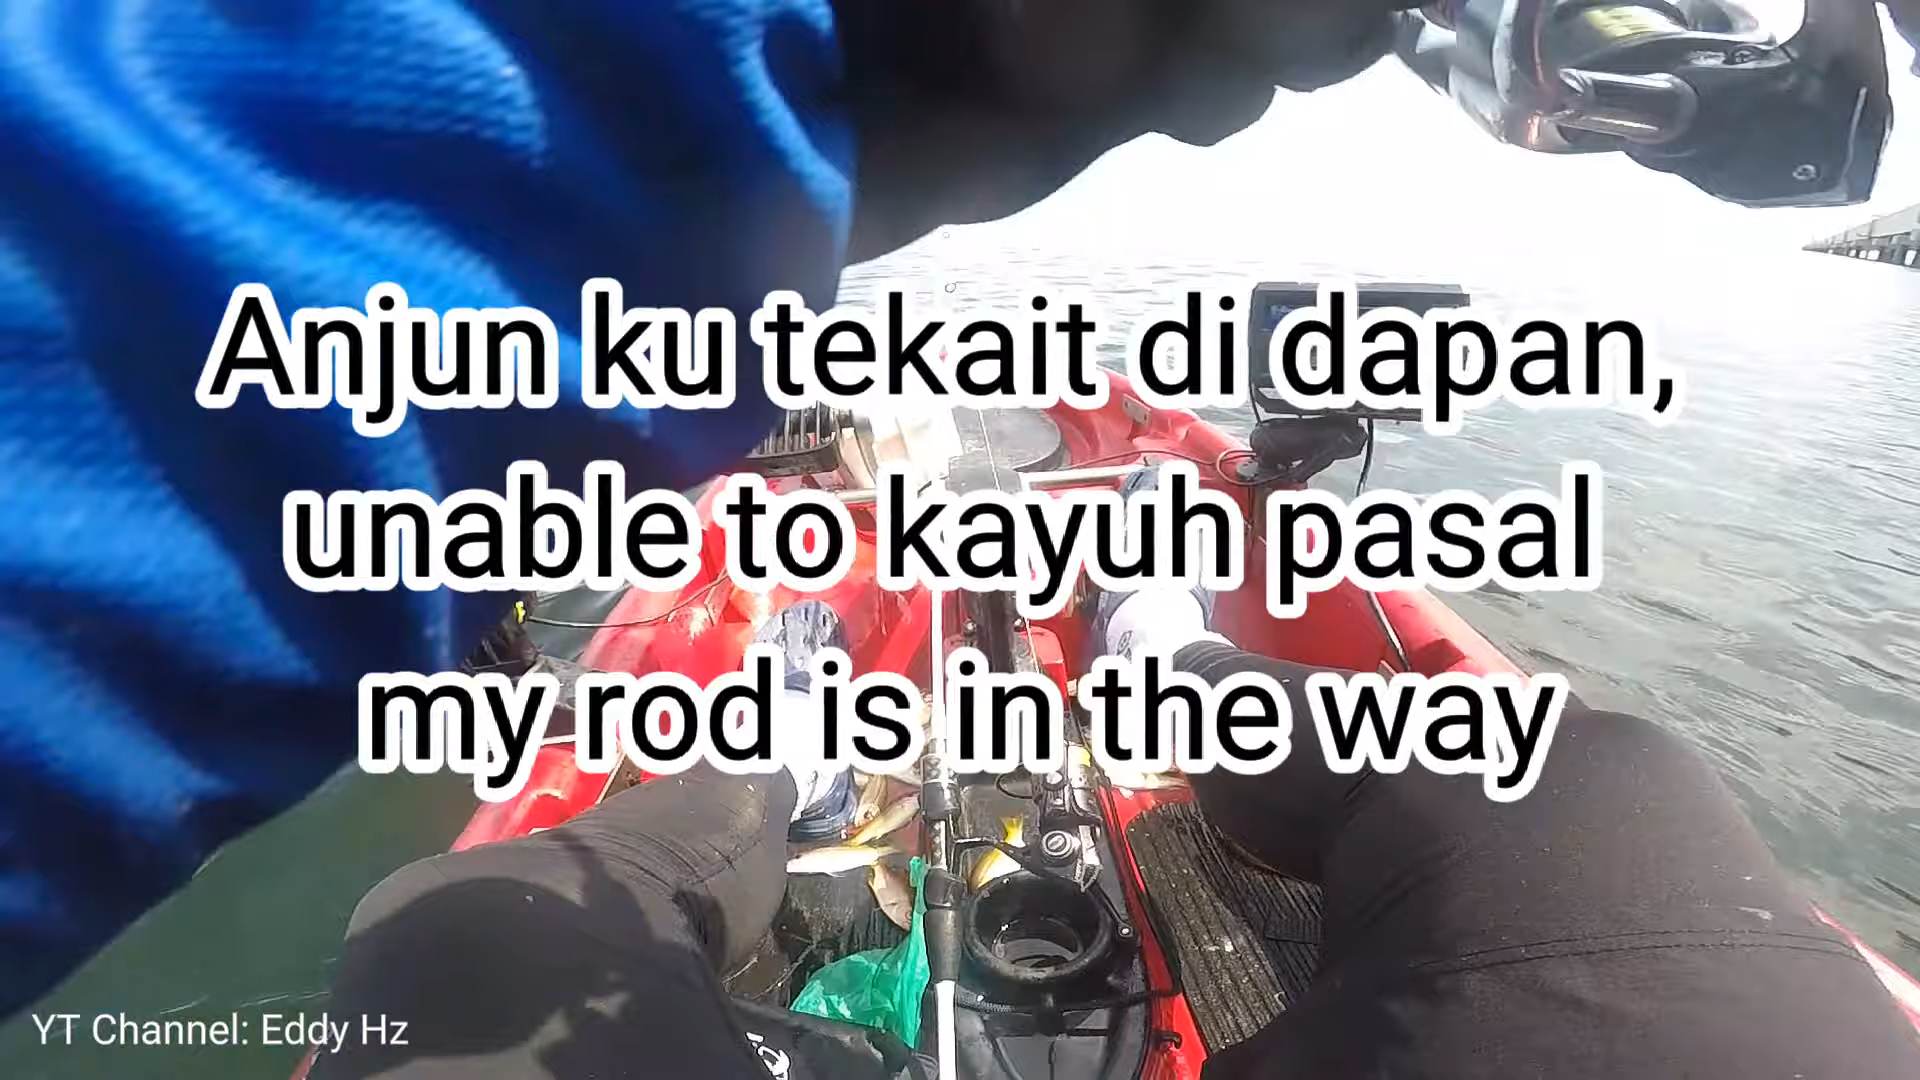 Anjun ku tekait di dapan,
unable to kayuh pasal
my rod is in the way
YT Channel: Eddy Hz